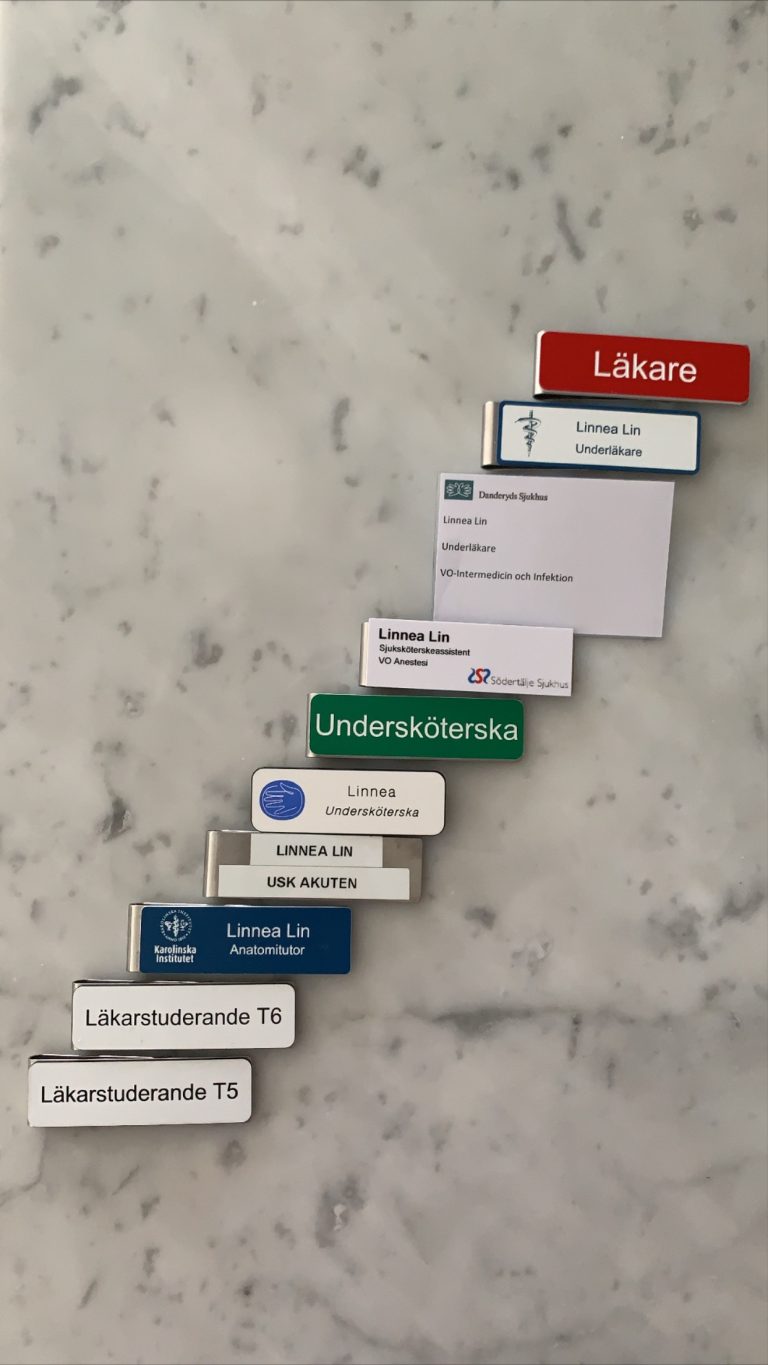 Läkare
Linnea Lin
Underläkare
Danderyds Sjukhus
Linnea Lin
Underläkare
VO-Intermedicin och Infektion
Linnea Lin
Sjuksköterskeassistent
VO Anestesi
Södertälje Sjukhus
Undersköterska
Linnea
Undersköterska
LINNEA LIN
USK AKUTEN
Karolinska
Institutet
Linnea Lin
Anatomitutor
Läkarstuderande T6
Läkarstuderande T5